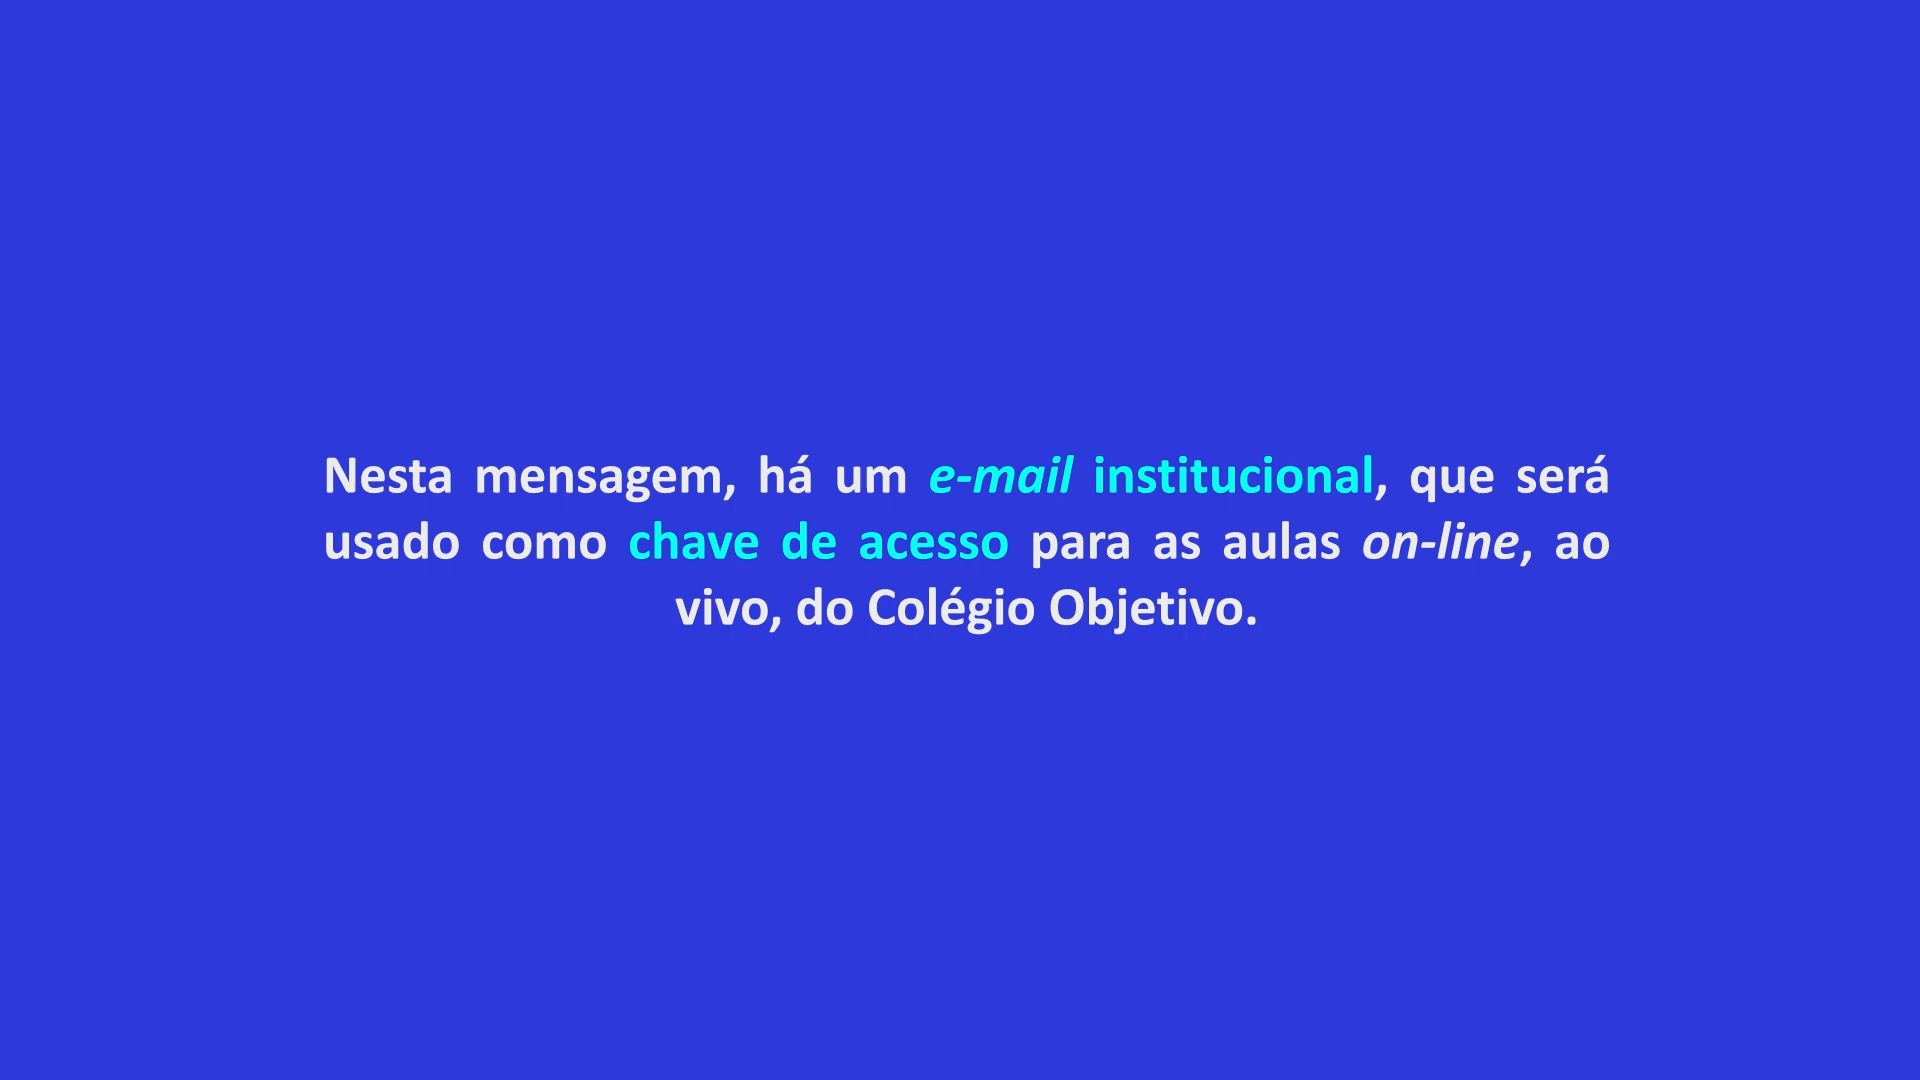 Nesta mensagem, há um e-mail institucional, que será
usado como chave de acesso para as aulas on-line, ao
vivo, do Colégio Objetivo.